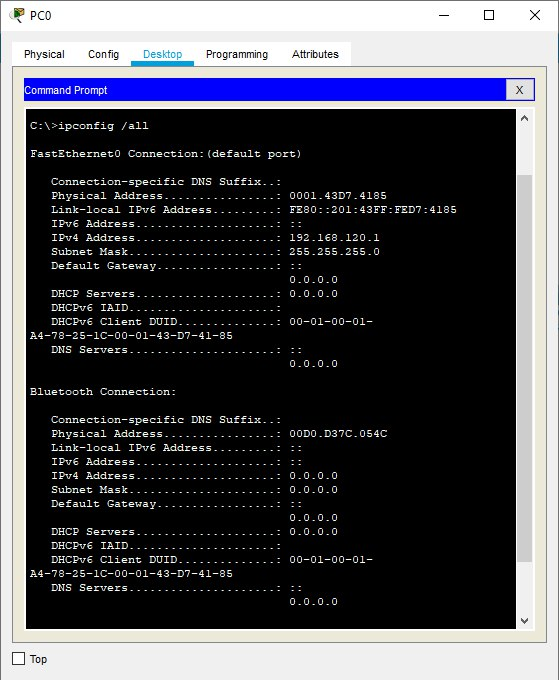 PC0
Physical Config Desktop Programming Attributes
Command Prompt X
C:\>ipconfig /all
FastEthernet0 Connection:(default port)
Connection-specific DNS Suffix..:
Physical Address................: 0001.43D7.4185
Link-local IPv6 Address.........: FE80::201:43FF:FED7:4185
IPv6 Address....................: ::
IPv4 Address....................: 192.168.120.1
Subnet Mask.....................: 255.255.255.0
Default Gateway.................: ::
0.0.0.0
DHCP Servers....................: 0.0.0.0
DHCPv6 IAID.....................:
DHCPv6 Client DUID..............: 00-01-00-01-
A4-78-25-1C-00-01-43-D7-41-85
DNS Servers.....................: ::
0.0.0.0
Bluetooth Connection:
Connection-specific DNS Suffix..:
Physical Address................: 00D0.D37C.054C
Link-local IPv6 Address.........: ::
IPv6 Address....................: ::
IPv4 Address....................: 0.0.0.0
Subnet Mask.....................: 0.0.0.0
Default Gateway.................: ::
0.0.0.0
DHCP Servers....................: 0.0.0.0
DHCPv6 IAID.....................:
DHCPv6 Client DUID..............: 00-01-00-01-
A4-78-25-1C-00-01-43-D7-41-85
DNS Servers.....................: ::
0.0.0.0
Top